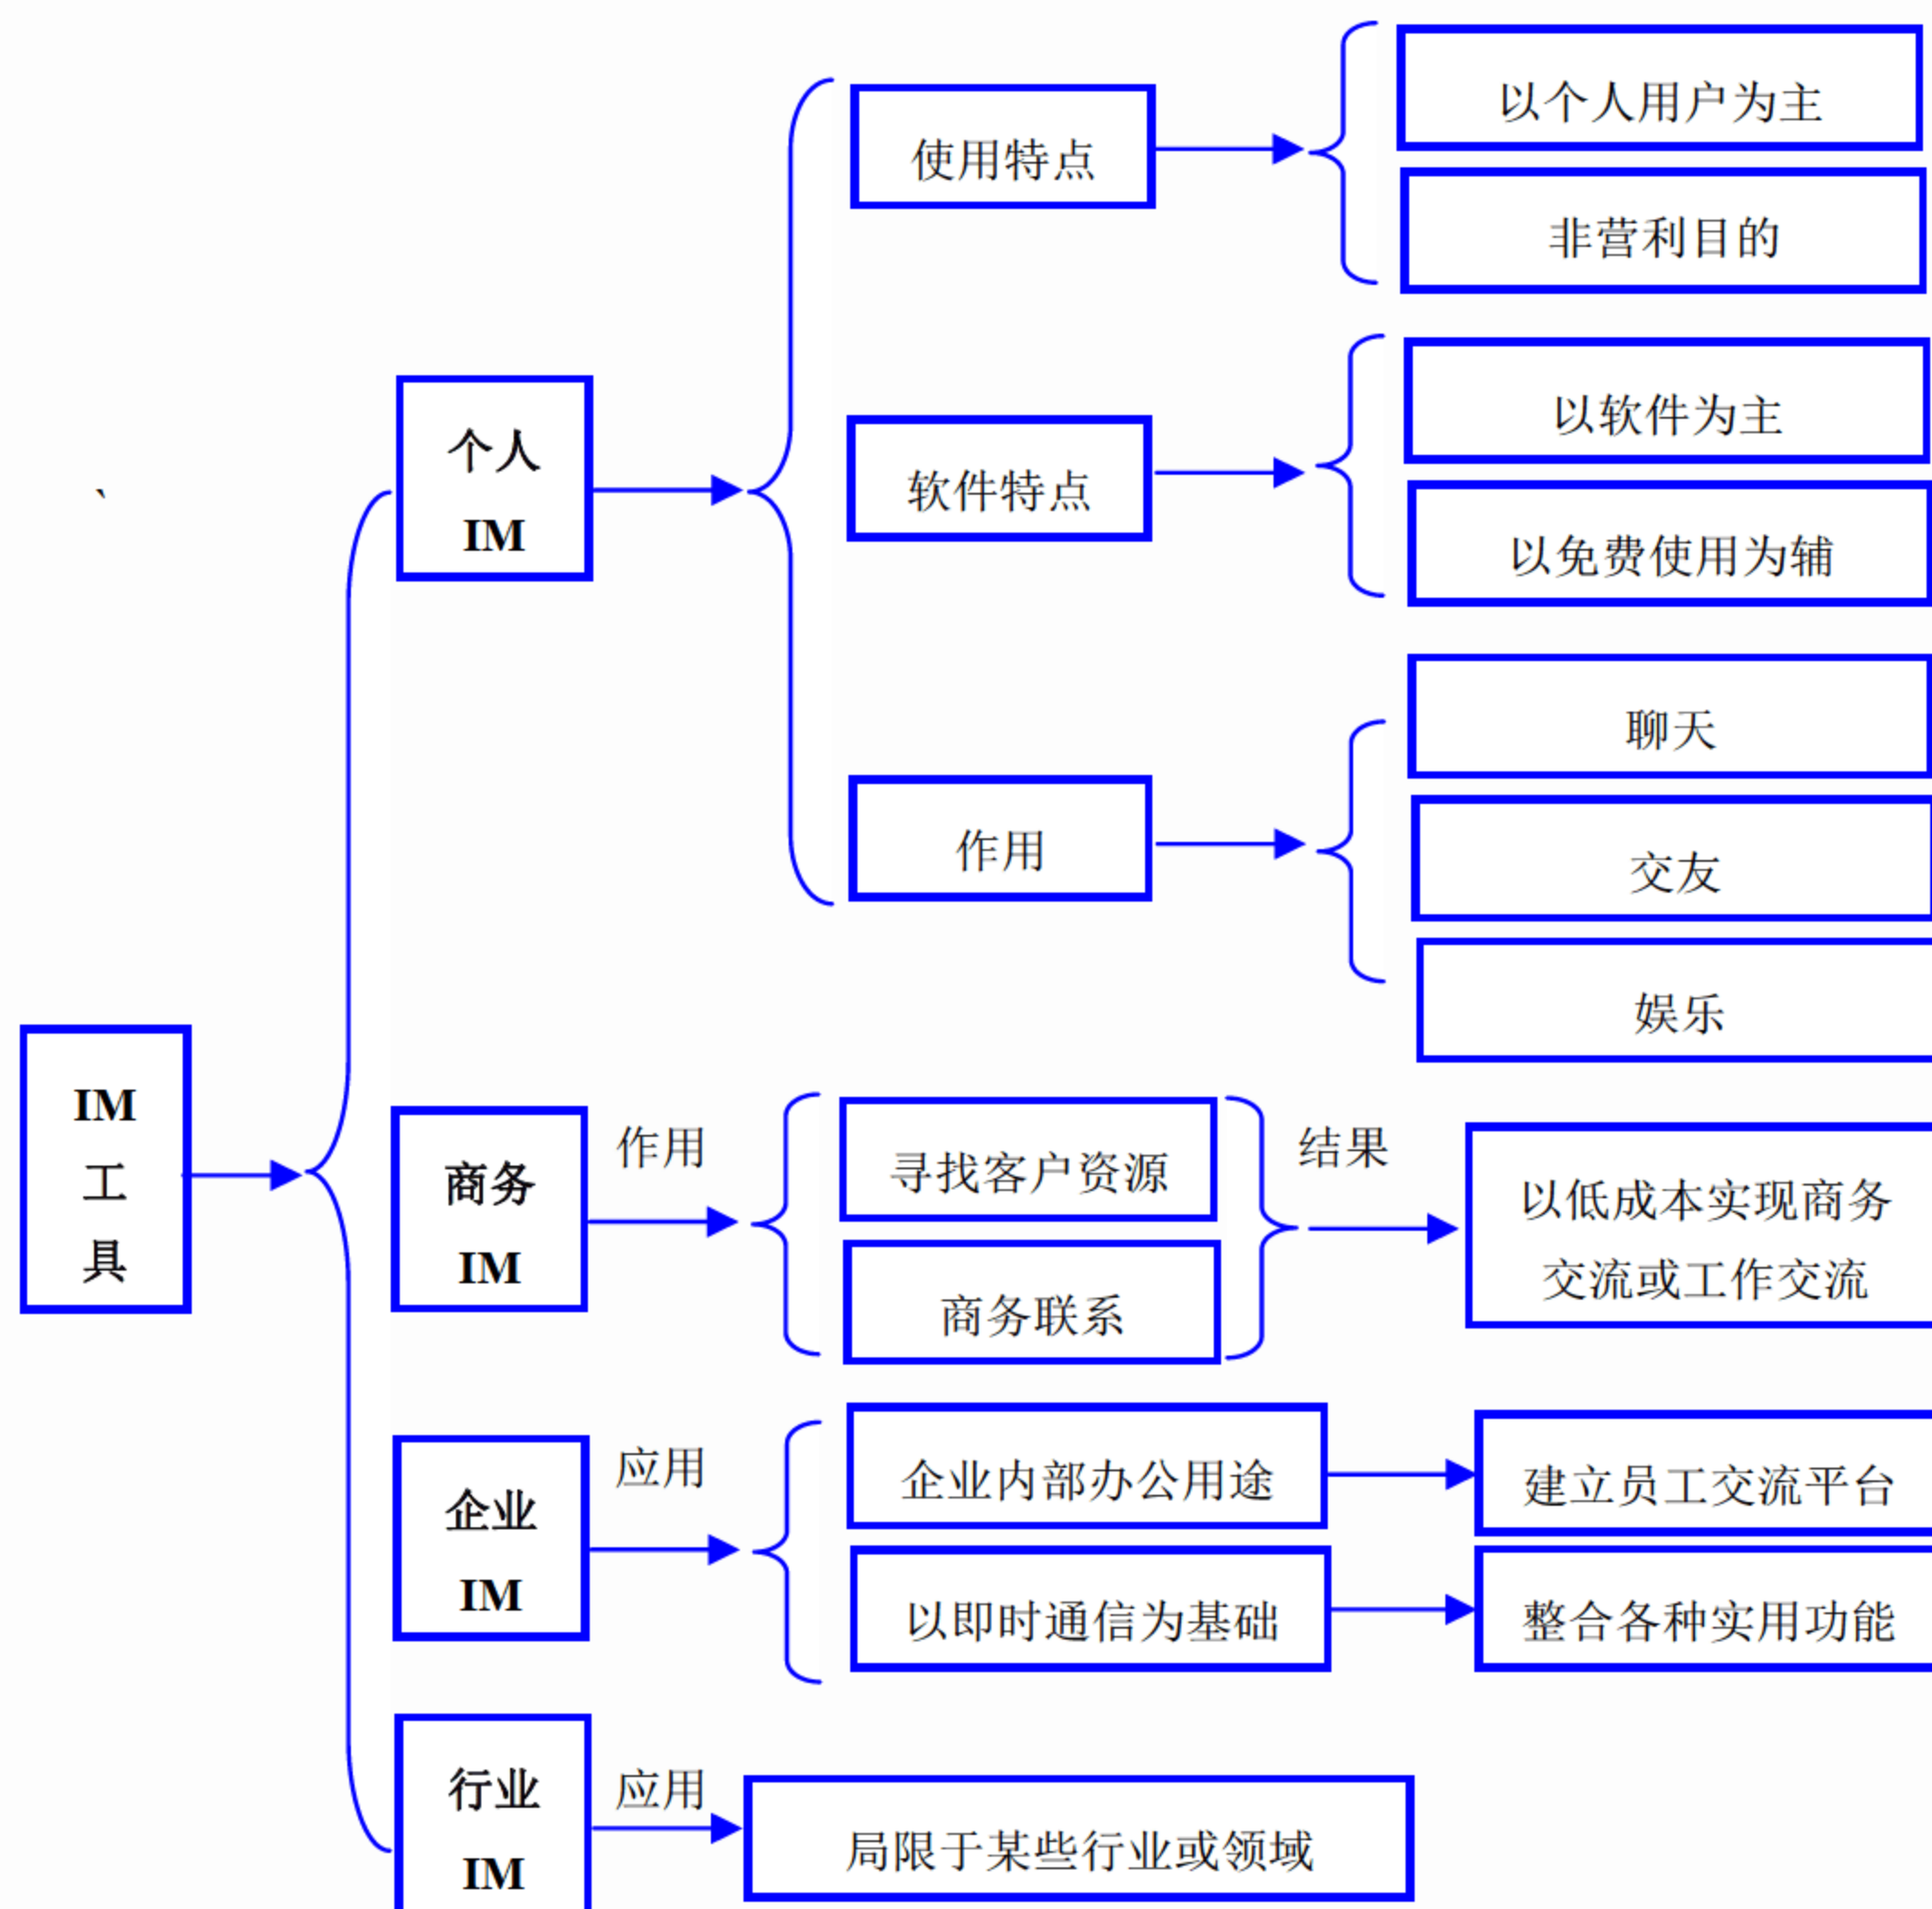 以个人用户为主
使用特点
非营利目的
以软件为主
个人
IM
软件特点
以免费使用为辅
、
聊天
作用
交友
娱乐
IM
工
具
商务
IM
作用
寻找客户资源
商务联系
结果
以低成本实现商务
交流或工作交流
企业
IM
应用
企业内部办公用途
建立员工交流平台
以即时通信为基础
整合各种实用功能
行业
IM
应用
局限于某些行业或领域